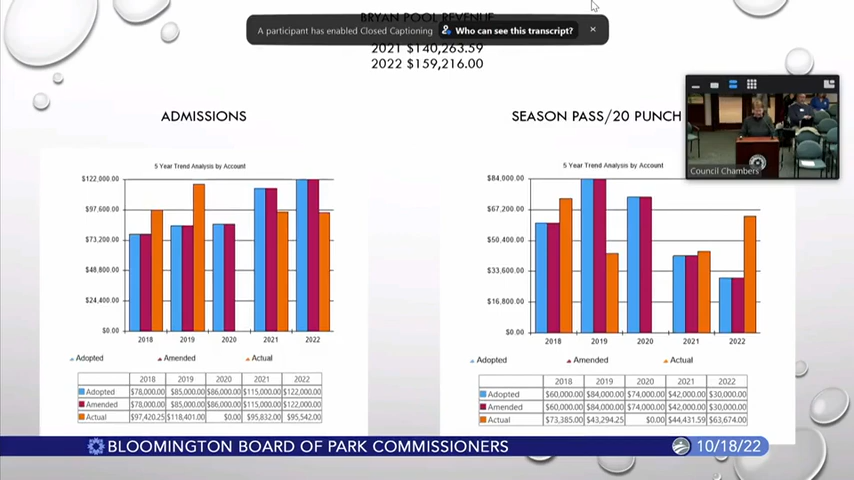 BRYAN POOL REVENUE
A participant has enabled Closed Captioning Who can see this transcript?
2021 $140,263.59
2022 $159,216.00
ADMISSIONS
5 Year Trend Analysis by Account
$122,000.00
$97,600.00
$73,200.00
$48,800.00
$24,400.00
$0.00
2018 2019 2020 2021 2022
Adopted Amended Actual
2018 2019 2020 2021 2022
Adopted $78,000.00 $85,000.00 $86,000.00 $115,000.00 $122,000.00
Amended $78,000.00 $85,000.00 $86,000.00 $115,000.00 $122,000.00
Actual $97,420.25 $118,401.00 $0.00 $95,832.00 $95,542.00
SEASON PASS/20 PUNCH
5 Year Trend Analysis by Account
$84,000.00
$67,200.00
$50,400.00
$33,600.00
$16,800.00
$0.00
2018 2019 2020 2021 2022
Adopted Amended Actual
2018 2019 2020 2021 2022
Adopted $60,000.00 $84,000.00 $74,000.00 $42,000.00 $30,000.00
Amended $60,000.00 $84,000.00 $74,000.00 $42,000.00 $30,000.00
Actual $73,385.00 $43,294.25 $0.00 $44,431.59 $63,674.00
Council Chambers
BLOOMINGTON BOARD OF PARK COMMISSIONERS
10/18/22